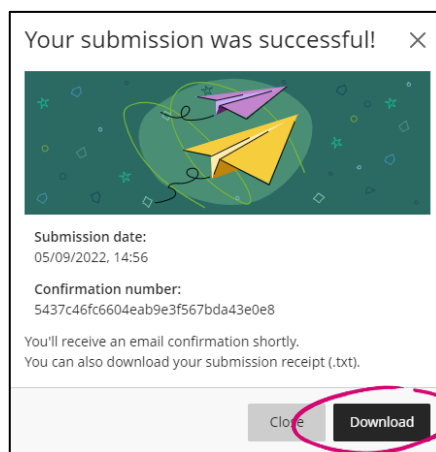 Your submission was successful!
Submission date:
05/09/2022, 14:56
Confirmation number:
5437c46fc6604eab9e3f567bda43e0e8
You'll receive an email confirmation shortly.
You can also download your submission receipt (.txt).
Close Download